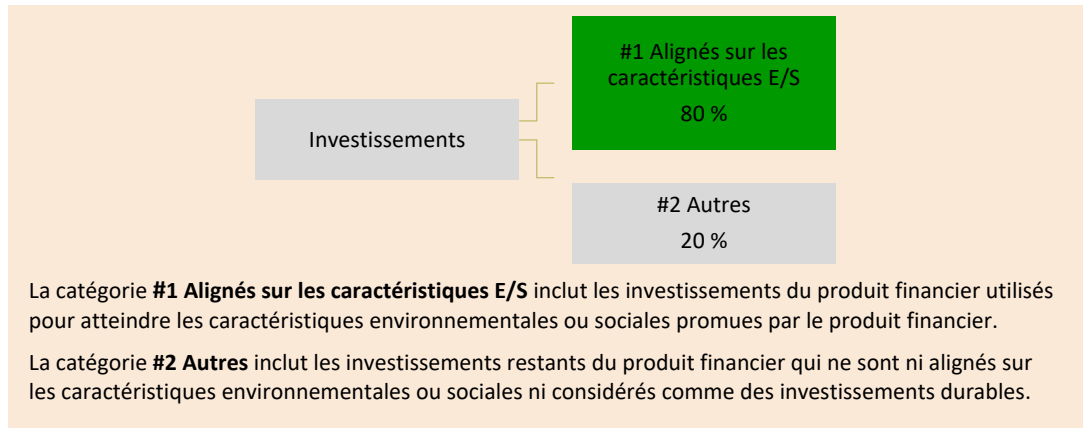 #1 Alignés sur les
caractéristiques E/S
80 %
Investissements
#2 Autres
20 %
La catégorie #1 Alignés sur les caractéristiques E/S inclut les investissements du produit financier utilisés
pour atteindre les caractéristiques environnementales ou sociales promues par le produit financier.
La catégorie #2 Autres inclut les investissements restants du produit financier qui ne sont ni alignés sur
les caractéristiques environnementales ou sociales ni considérés comme des investissements durables.